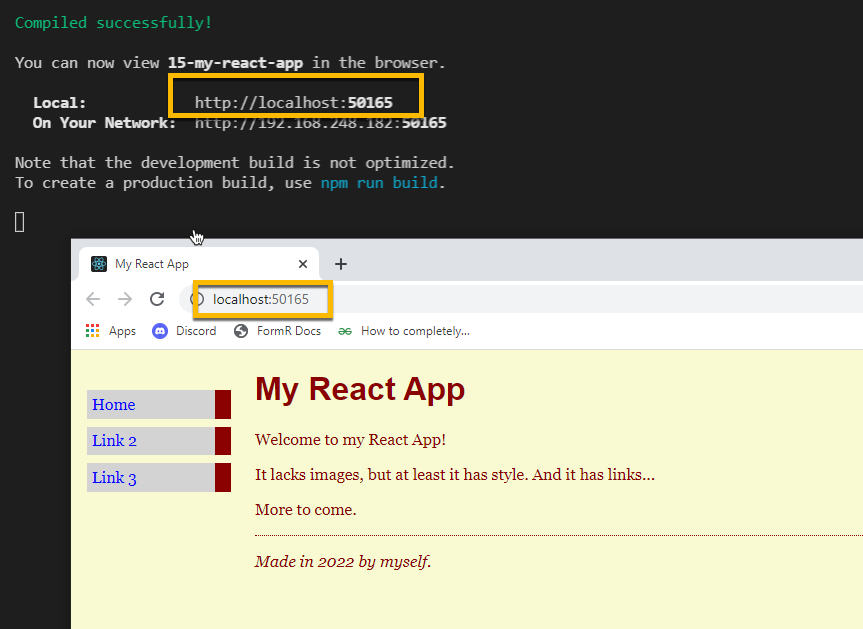 Compiled successfully!
You can now view 15-my-react-app in the browser.
Local: http://localhost:50165
On Your Network: http://192.168.248.182:50165
Note that the development build is not optimized.
To create a production build, use npm run build.
My React App
localhost:50165
Apps Discord FormR Docs How to completely...
My React App
Home
Welcome to my React App!
Link 2
It lacks images, but at least it has style. And it has links...
Link 3
More to come.
Made in 2022 by myself.